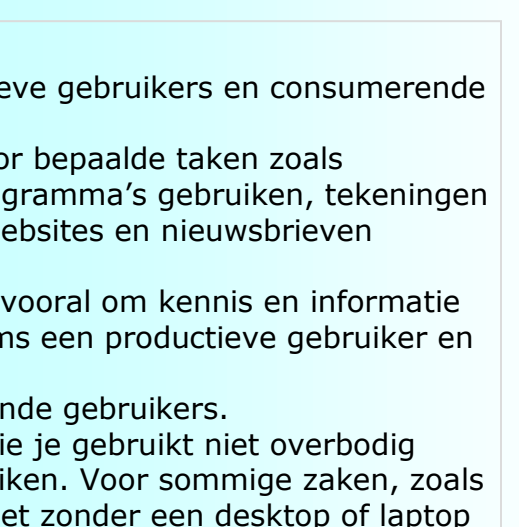 eve gebruikers en consumerende
or bepaalde taken zoals
gramma's gebruiken, tekeningen
ebsites en nieuwsbrieven
vooral om kennis en informatie
ms een productieve gebruiker en
nde gebruikers.
ie je gebruikt niet overbodig
iken. Voor sommige zaken, zoals
et zonder een desktop of laptop